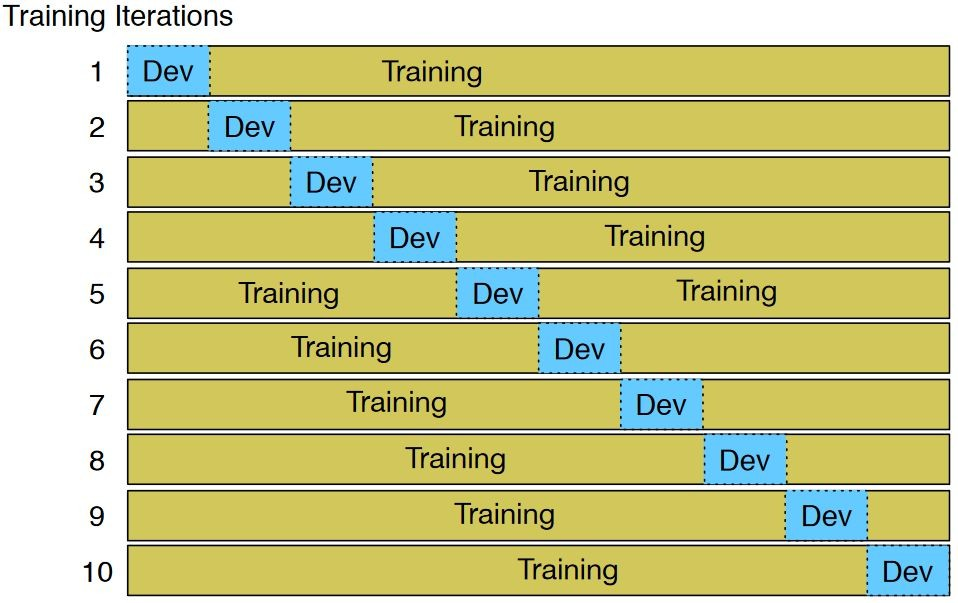 Training Iterations
1 Dev Training
2 Dev Training
3 Dev Training
4 Dev Training
5 Training Dev Training
6 Training Dev
7 Training Dev
8 Training Dev
9 Training Dev
10 Training Dev